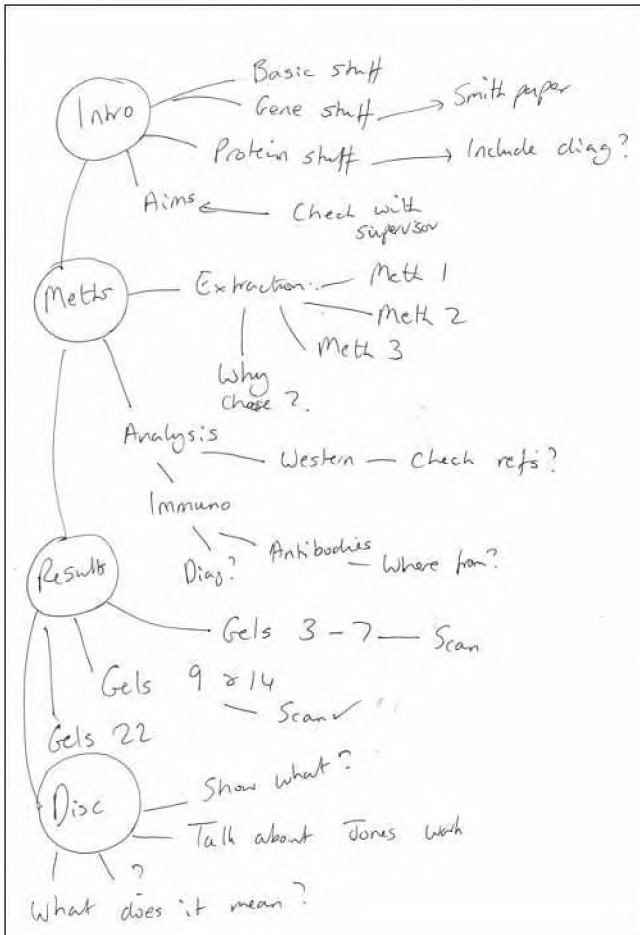 Basic stuff
Intro
Gene stuff
Smith paper
Protein stuff
Include diag?
Aims
Check with
supervisor
Meths
Extraction:
Meth 1
Meth 2
Meth 3
Why
chose?
Analysis
Western
Check refs?
Immuno
Diag?
Antibodies
Where from?
Results
Gels 3-7
Scan
Gels 9 & 14
Scan ✓
Gels 22
Disc
Show what?
Talk about Jones work
?
What does it mean?